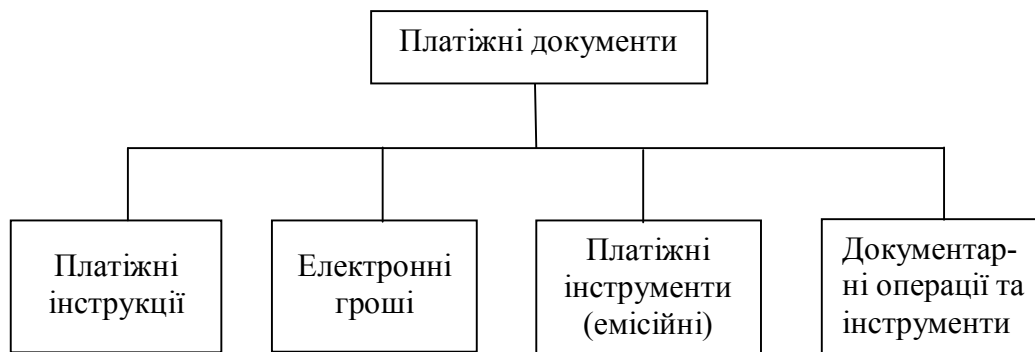 Платіжні документи
Платіжні
інструкції
Електронні
гроші
Платіжні
інструменти
(емісійні)
Документар-
ні операції та
інструменти